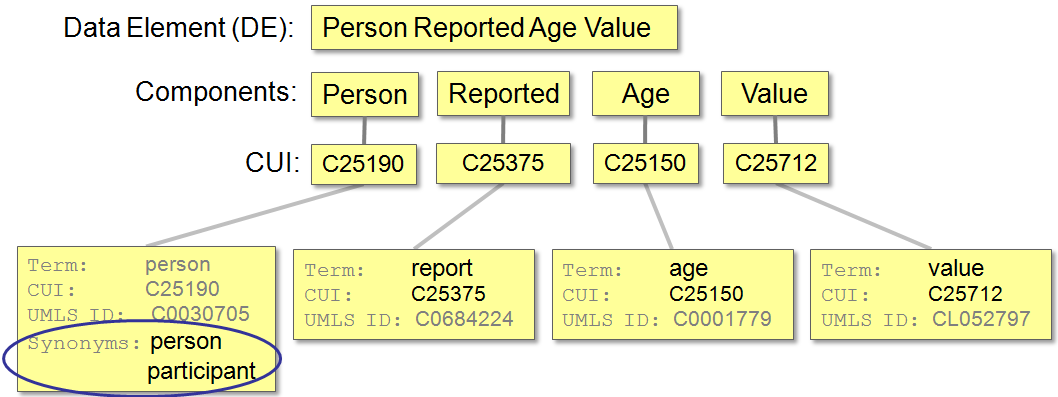 Data Element (DE): Person Reported Age Value
Components: Person Reported Age Value
CUI: C25190 C25375 C25150 C25712
Term: person
CUI: C25190
UMLS ID: C0030705
Synonyms: person
participant
Term: report
CUI: C25375
UMLS ID: C0684224
Term: age
CUI: C25150
UMLS ID: C0001779
Term: value
CUI: C25712
UMLS ID: CL052797